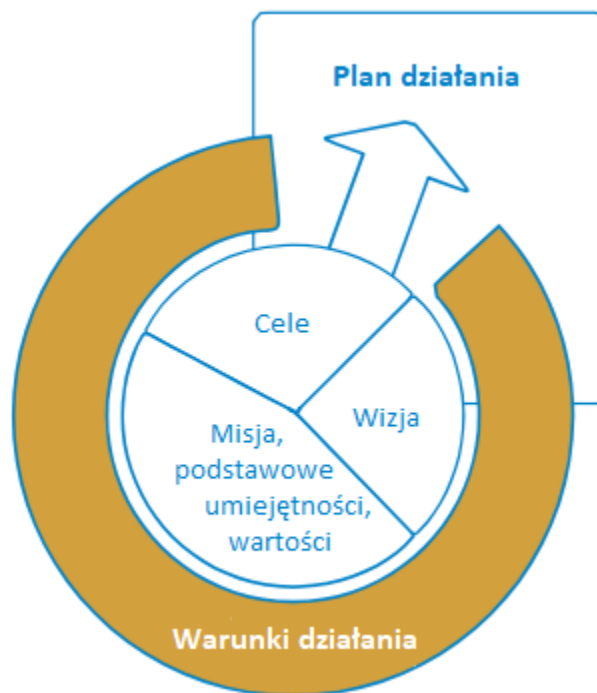 Plan działania
Cele
Wizja
Misja,
podstawowe
umiejętności,
wartości
Warunki działania